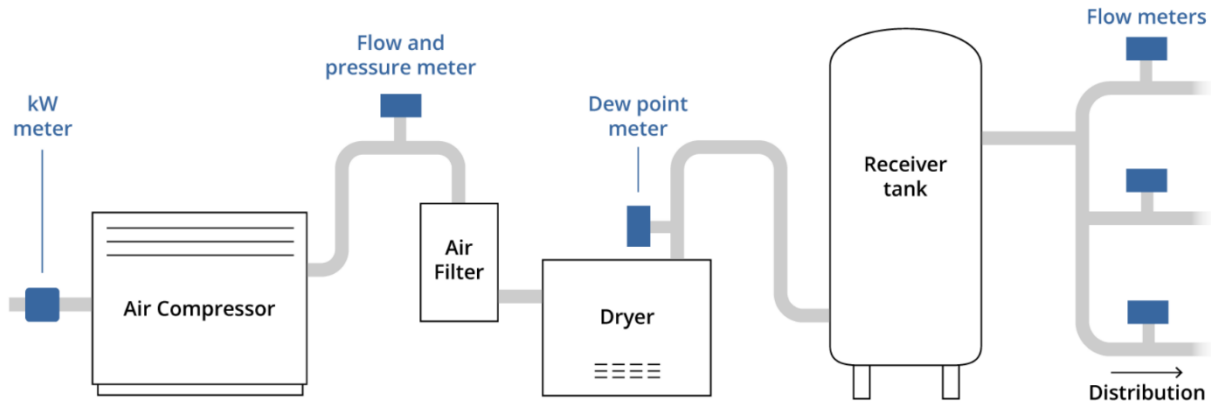 kW
meter
Flow and
pressure meter
Dew point
meter
Flow meters
Air Compressor
Air
Filter
Dryer
Receiver
tank
Distribution